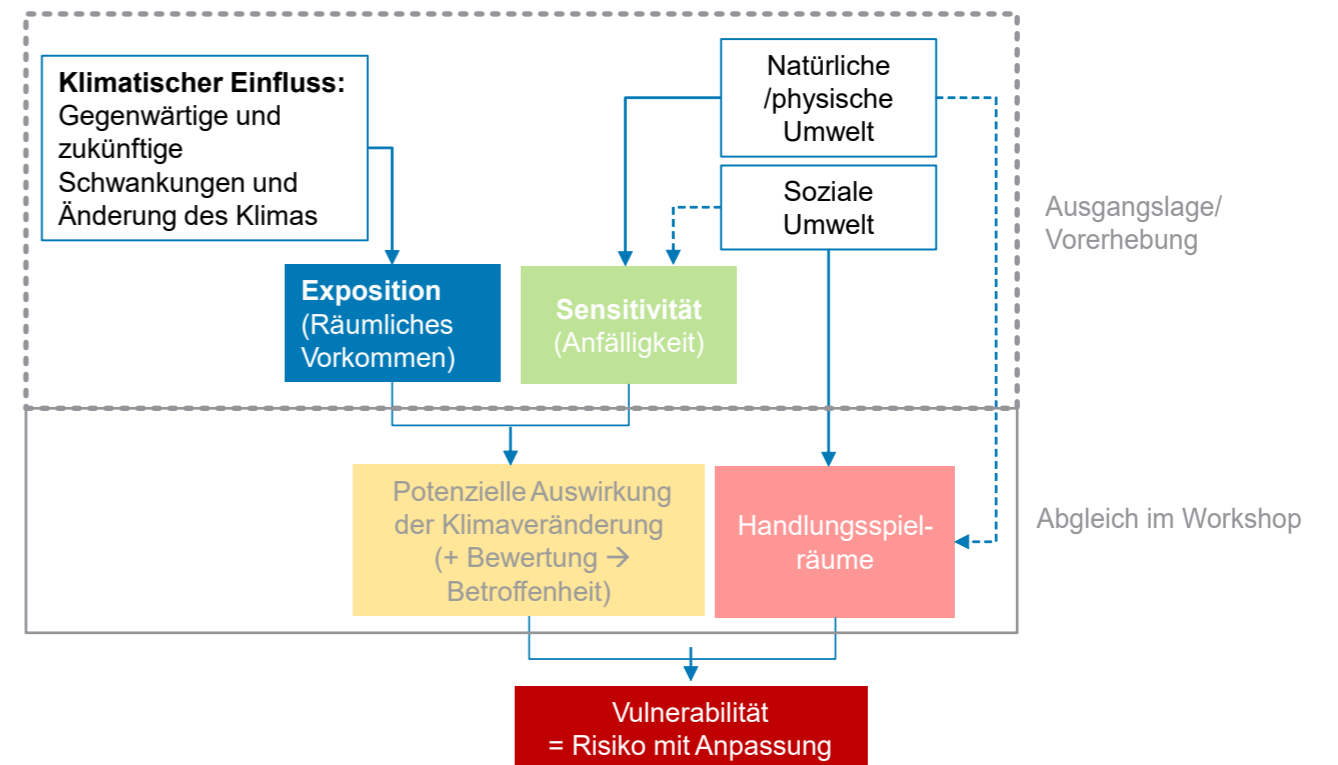 Klimatischer Einfluss:
Gegenwärtige und
zukünftige
Schwankungen und
Änderung des Klimas
Natürliche
/physische
Umwelt
Soziale
Umwelt
Ausgangslage/
Vorerhebung
Exposition
(Räumliches
Vorkommen)
Sensitivität
(Anfälligkeit)
Potenzielle Auswirkung
der Klimaveränderung
(+ Bewertung →
Betroffenheit)
Handlungsspiel-
räume
Abgleich im Workshop
Vulnerabilität
= Risiko mit Anpassung